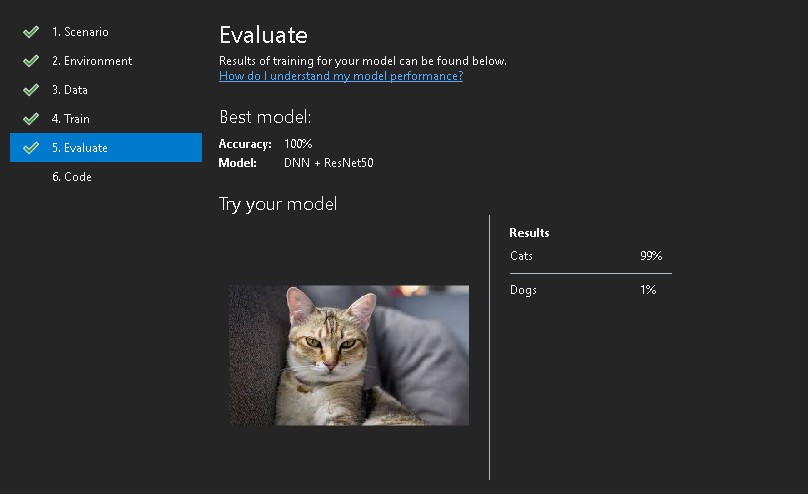 1. Scenario
2. Environment
3. Data
4. Train
5. Evaluate
6. Code
Evaluate
Results of training for your model can be found below.
How do I understand my model performance?
Best model:
Accuracy: 100%
Model: DNN + ResNet50
Try your model
Results
Cats 99%
Dogs 1%